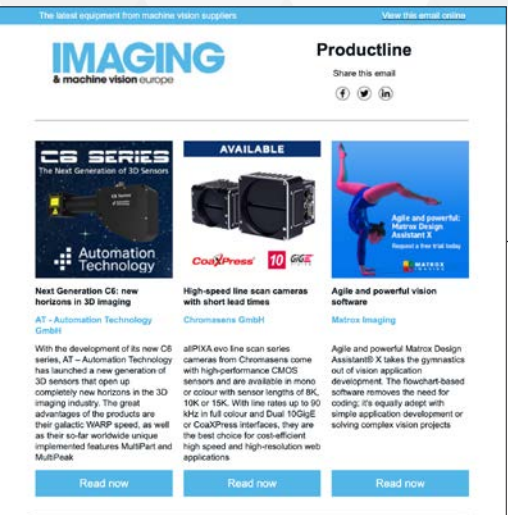 The latest equipment from machine vision suppliers
View this email online
IMAGING
& machine vision europe
Productline
Share this email
C6 SERIES
The Next Generation of 3D Sensors
Automation
Technology
Next Generation C6: new
horizons in 3D imaging
AT - Automation Technology
GmbH
With the development of its new C6
series, AT – Automation Technology
has launched a new generation of
3D sensors that open up
completely new horizons in the 3D
imaging industry. The great
advantages of the products are
their galactic WARP speed, as well
as their so-far worldwide unique
implemented features MultiPart and
MultiPeak
Read now
AVAILABLE
CoaXPress
10 GIGE
High-speed line scan cameras
with short lead times
Chromasens GmbH
allPIXA evo line scan series
cameras from Chromasens come
with high-performance CMOS
sensors and are available in mono
or colour with sensor lengths of 8K,
10K or 15K. With line rates up to 90
kHz in full colour and Dual 10GigE
or CoaXPress interfaces, they are
the best choice for cost-efficient
high speed and high-resolution web
applications
Read now
Agile and powerful:
Matrox Design
Assistant X
Request a free trial today
MATROX
IMAGING
Agile and powerful vision
software
Matrox Imaging
Agile and powerful Matrox Design
Assistant® X takes the gymnastics
out of vision application
development. The flowchart-based
software removes the need for
coding; it's equally adept with
simple application development or
solving complex vision projects
Read now